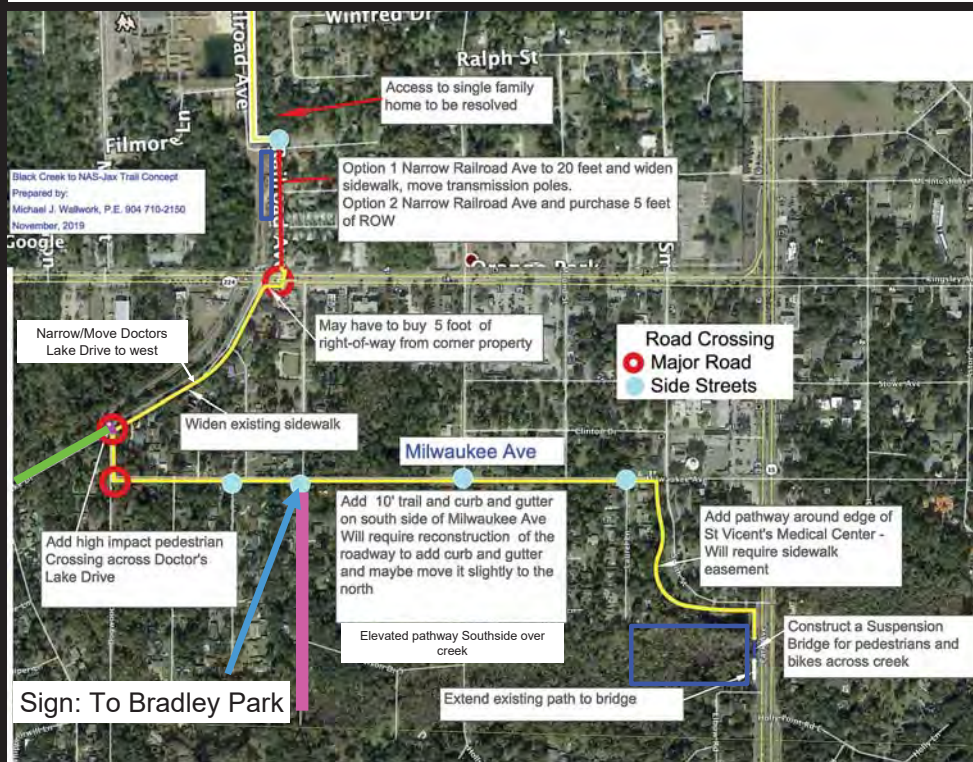 Winfred Dr
Ralph St
Access to single family
home to be resolved
Filmore Ln
Black Creek to NAS-Jax Trail Concept
Prepared by:
Michael J. Wallwork, P.E. 904 710-2150
November, 2019
Option 1 Narrow Railroad Ave to 20 feet and widen
sidewalk, move transmission poles.
Option 2 Narrow Railroad Ave and purchase 5 feet
of ROW
Google
224
Kingsley
Narrow/Move Doctors
Lake Drive to west
May have to buy 5 foot of
right-of-way from corner property
Road Crossing
Major Road
Side Streets
Stowe Ave
Widen existing sidewalk
Clinton Dr
Milwaukee Ave
Add high impact pedestrian
Crossing across Doctor's
Lake Drive
Add 10' trail and curb and gutter
on south side of Milwaukee Ave
Will require reconstruction of the
roadway to add curb and gutter
and maybe move it slightly to the
north
Add pathway around edge of
St Vicent's Medical Center -
Will require sidewalk
easement
Elevated pathway Southside over
creek
Construct a Suspension
Bridge for pedestrians and
bikes across creek
Sign: To Bradley Park
Extend existing path to bridge